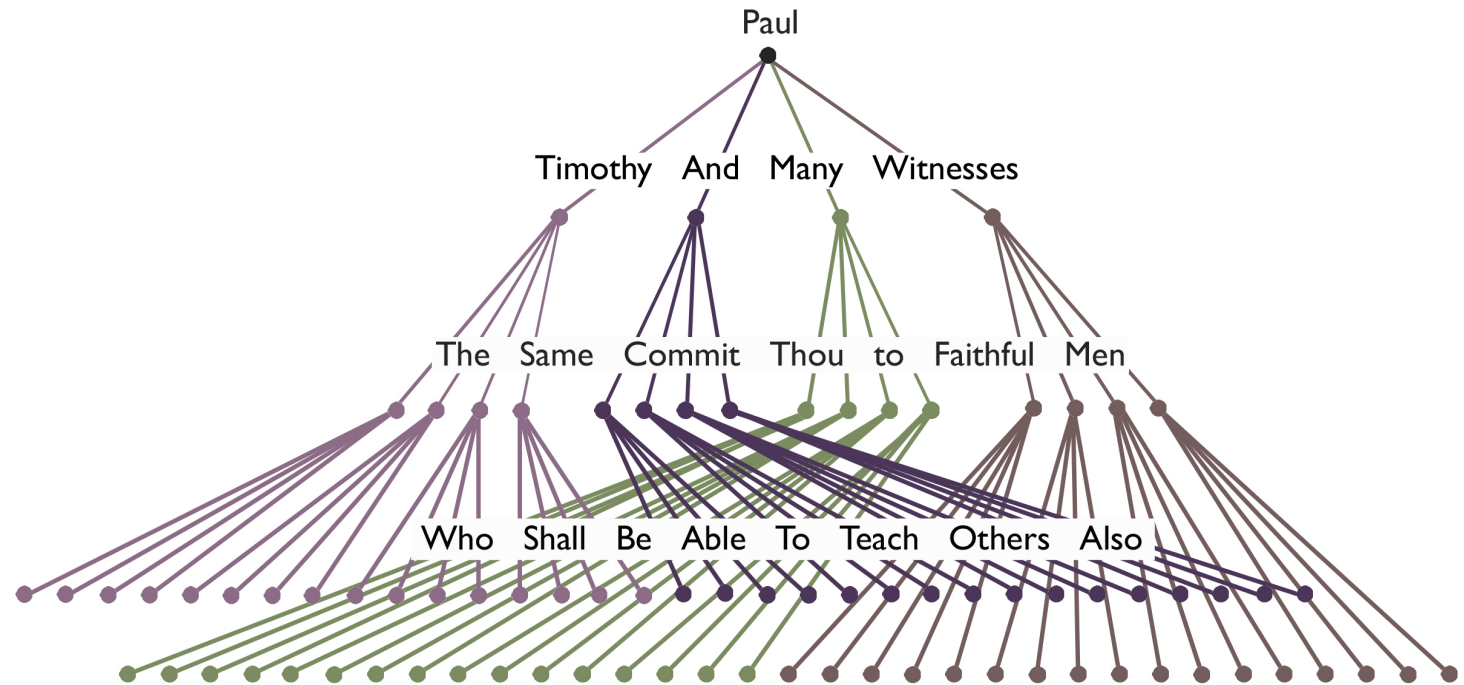 Paul
Timothy And Many Witnesses
The Same Commit Thou to Faithful Men
Who Shall Be Able To Teach Others Also